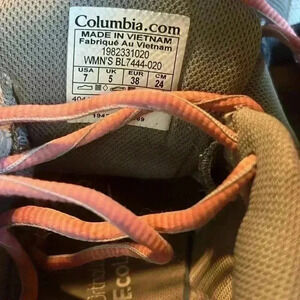 Columbia.com
MADE IN VIETNAM
Fabriqué Au Vietnam
1982331020
WMN'S BL7444-020
USA UK EUR CM
7 5 38 24